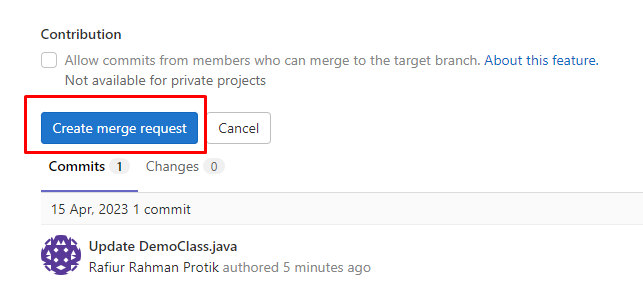 Contribution
Allow commits from members who can merge to the target branch. About this feature.
Not available for private projects
Create merge request Cancel
Commits 1 Changes 0
15 Apr, 2023 1 commit
Update DemoClass.java
Rafiur Rahman Protik authored 5 minutes ago